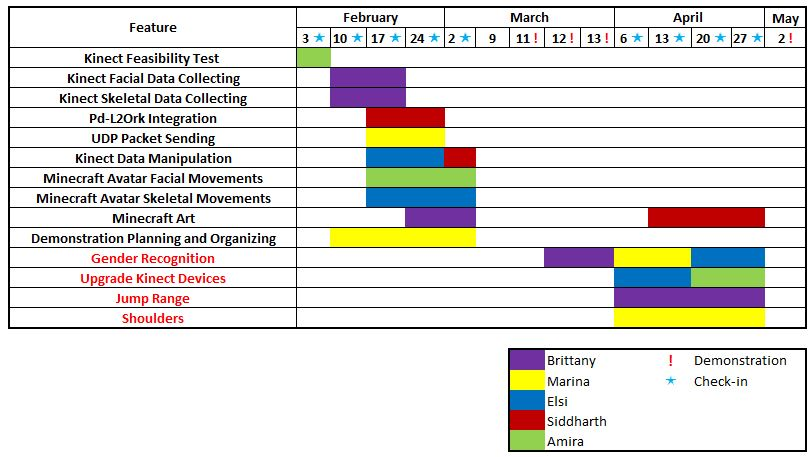 Feature February March April May
3 ★ 10 ★ 17 ★ 24 ★ 2 ★ 9 11 ! 12 ! 13 ! 6 ★ 13 ★ 20 ★ 27 ★ 2 !
Kinect Feasibility Test
Kinect Facial Data Collecting
Kinect Skeletal Data Collecting
Pd-L2Ork Integration
UDP Packet Sending
Kinect Data Manipulation
Minecraft Avatar Facial Movements
Minecraft Avatar Skeletal Movements
Minecraft Art
Demonstration Planning and Organizing
Gender Recognition
Upgrade Kinect Devices
Jump Range
Shoulders
Brittany ! Demonstration
Marina ★ Check-in
Elsi
Siddharth
Amira